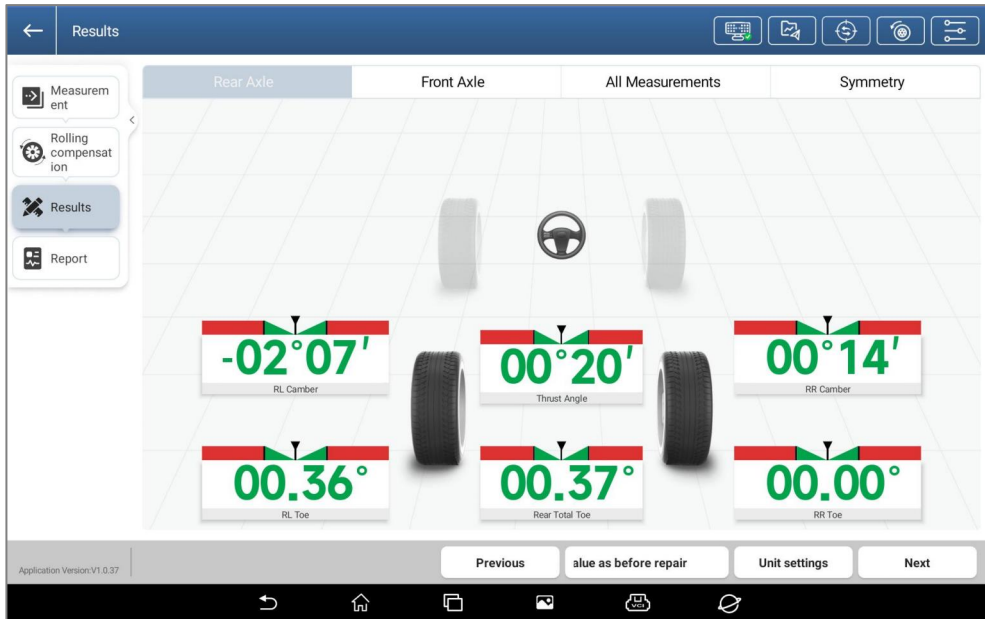 Results
Measurem
ent
Rolling
compensat
ion
Results
Report
Rear Axle
Front Axle
All Measurements
Symmetry
-02°07'
RL Camber
00°20'
Thrust Angle
00°14'
RR Camber
00.36°
RL Toe
00.37°
Rear Total Toe
00.00°
RR Toe
Application Version:V1.0.37
Previous
alue as before repair
Unit settings
Next
VCI